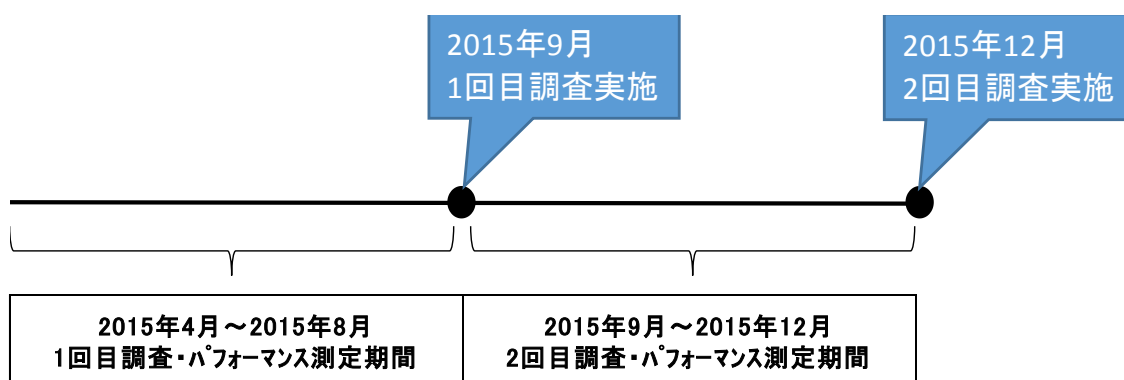 2015年9月
1回目調査実施
2015年12月
2回目調査実施
2015年4月～2015年8月
1回目調査・ﾊﾟﾌｫｰﾏﾝｽ測定期間
2015年9月～2015年12月
2回目調査・ﾊﾟﾌｫｰﾏﾝｽ測定期間